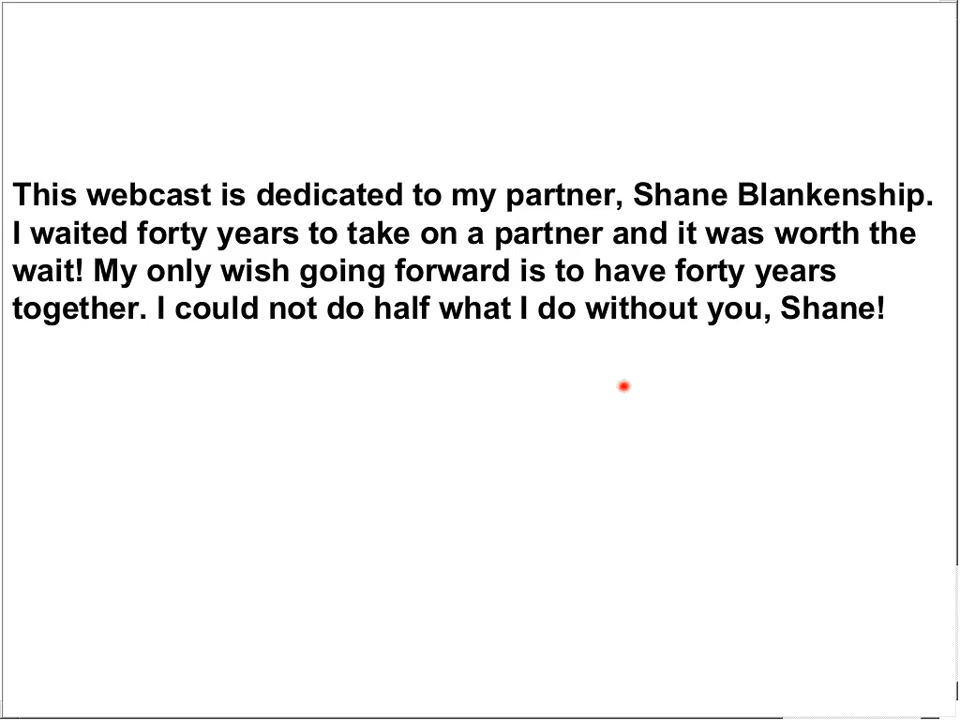 This webcast is dedicated to my partner, Shane Blankenship.
I waited forty years to take on a partner and it was worth the
wait! My only wish going forward is to have forty years
together. I could not do half what I do without you, Shane!